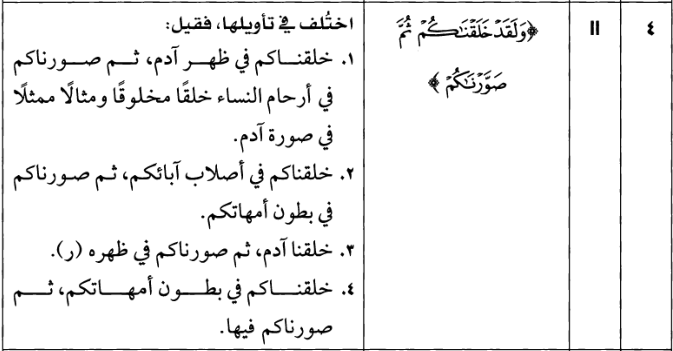 ٤
١١
﴿وَلَقَدْ خَلَقْنَاكُمْ ثُمَّ
صَوَّرْنَاكُمْ﴾
اختُلف في تأويلها، فقيل:
١. خلقناكم في ظهر آدم، ثم صورناكم
في أرحام النساء خلقًا مخلوقًا ومثالًا ممثلًا
في صورة آدم.
٢. خلقناكم في أصلاب آبائكم، ثم صورناكم
في بطون أمهاتكم.
٣. خلقنا آدم، ثم صورناكم في ظهره (ر).
٤. خلقناكم في بطون أمهاتكم، ثم
صورناكم فيها.